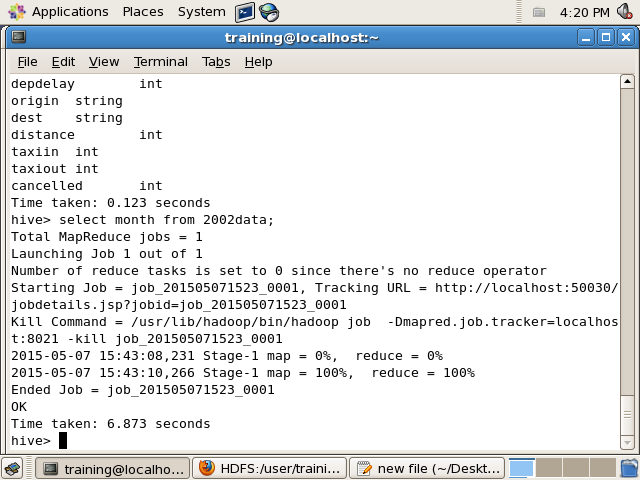 Applications Places System 4:20 PM
training@localhost:~
File Edit View Terminal Tabs Help
depdelay int
origin string
dest string
distance int
taxiin int
taxiout int
cancelled int
Time taken: 0.123 seconds
hive> select month from 2002data;
Total MapReduce jobs = 1
Launching Job 1 out of 1
Number of reduce tasks is set to 0 since there's no reduce operator
Starting Job = job_201505071523_0001, Tracking URL = http://localhost:50030/
jobdetails.jsp?jobid=job_201505071523_0001
Kill Command = /usr/lib/hadoop/bin/hadoop job  -Dmapred.job.tracker=localhos
t:8021 -kill job_201505071523_0001
2015-05-07 15:43:08,231 Stage-1 map = 0%,  reduce = 0%
2015-05-07 15:43:10,266 Stage-1 map = 100%,  reduce = 100%
Ended Job = job_201505071523_0001
OK
Time taken: 6.873 seconds
hive>
training@localho... HDFS:/user/traini... new file (~/Deskt...